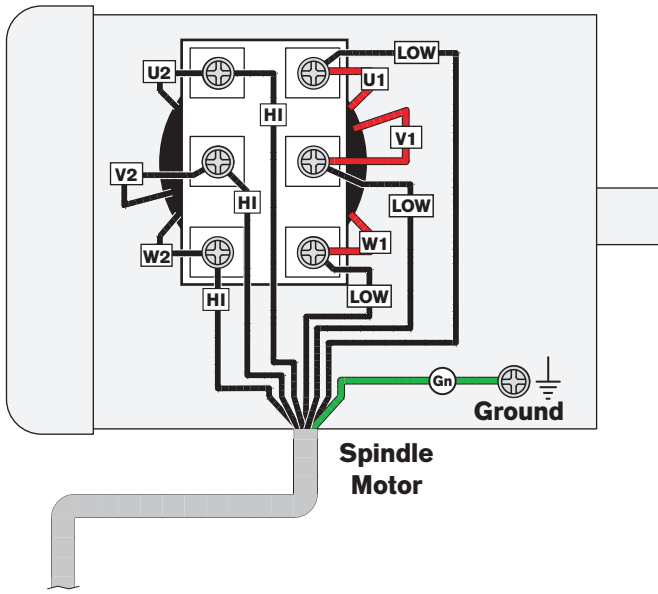 LOW
U2
U1
HI
V1
V2
HI
LOW
W2
W1
HI
LOW
Gn
Ground
Spindle
Motor